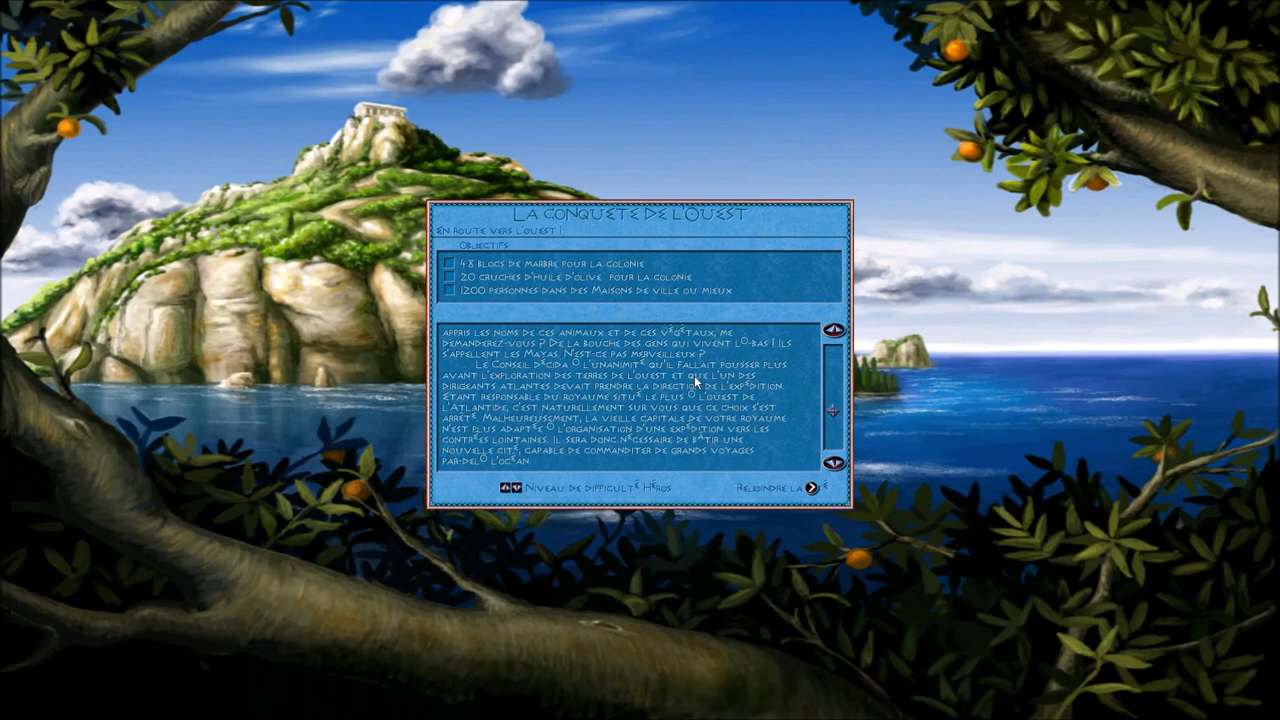 La conquête de l'Ouest
En route vers l'ouest !
Objectifs
48 blocs de marbre pour la colonie
20 cruches d'huile d'olive pour la colonie
1200 personnes dans des Maisons de ville ou mieux
appris les noms de ces animaux et de ces végétaux, me
demanderez-vous ? De la bouche des gens qui vivent là-bas ! Ils
s'appellent les Mayas. N'est-ce pas merveilleux ?
Le Conseil décida à l'unanimité qu'il fallait pousser plus
avant l'exploration des terres de l'ouest et que l'un des
dirigeants atlantes devait prendre la direction de l'expédition.
Étant responsable du royaume situé le plus à l'ouest de
l'Atlantide, c'est naturellement sur vous que ce choix s'est
arrêté. Malheureusement, la vieille capitale de votre royaume
n'est plus adaptée à l'organisation d'une expédition vers les
contrées lointaines. Il sera donc nécessaire de bâtir une
nouvelle cité, capable de commanditer de grands voyages
par-delà l'océan.
Niveau de difficulté Héros
Rejoindre la